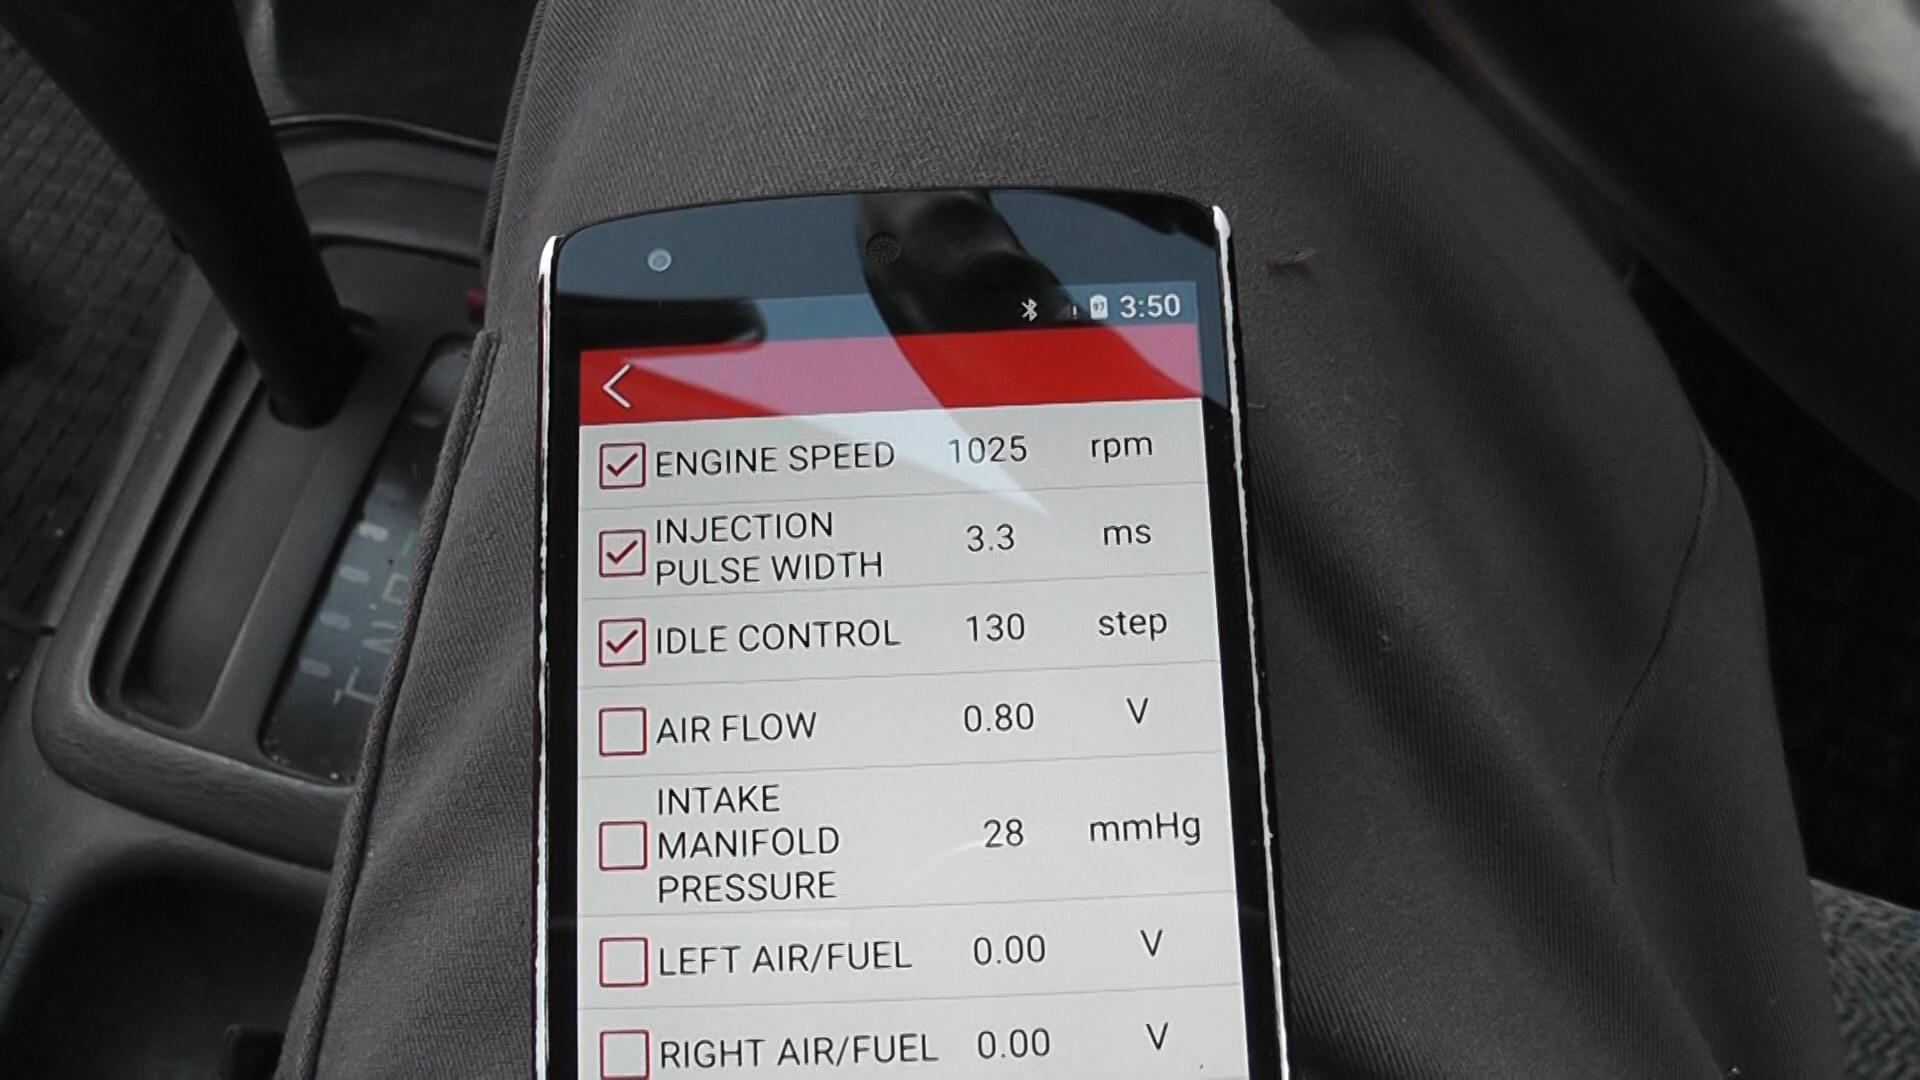 3:50
ENGINE SPEED 1025 rpm
INJECTION
PULSE WIDTH 3.3 ms
IDLE CONTROL 130 step
AIR FLOW 0.80 V
INTAKE
MANIFOLD
PRESSURE 28 mmHg
LEFT AIR/FUEL 0.00 V
RIGHT AIR/FUEL 0.00 V